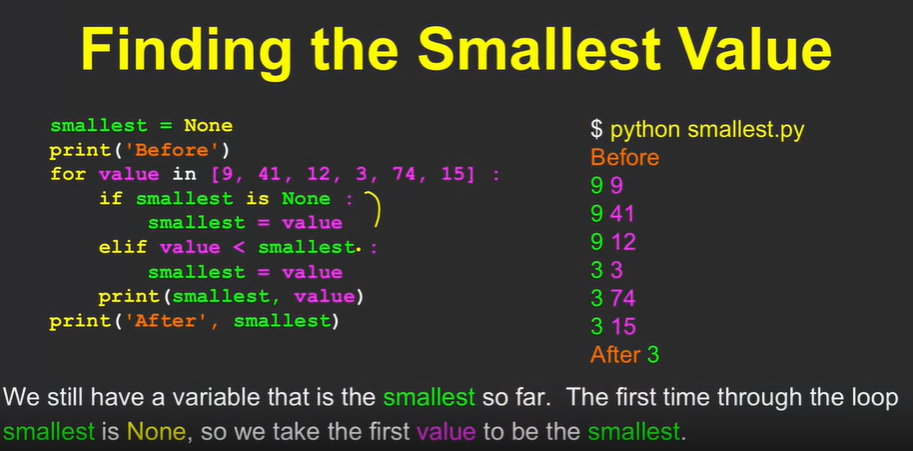 Finding the Smallest Value
smallest = None
print('Before')
for value in [9, 41, 12, 3, 74, 15] :
    if smallest is None :
        smallest = value
    elif value < smallest :
        smallest = value
    print(smallest, value)
print('After', smallest)
$ python smallest.py
Before
9 9
9 41
9 12
3 3
3 74
3 15
After 3
We still have a variable that is the smallest so far.  The first time through the loop
smallest is None, so we take the first value to be the smallest.